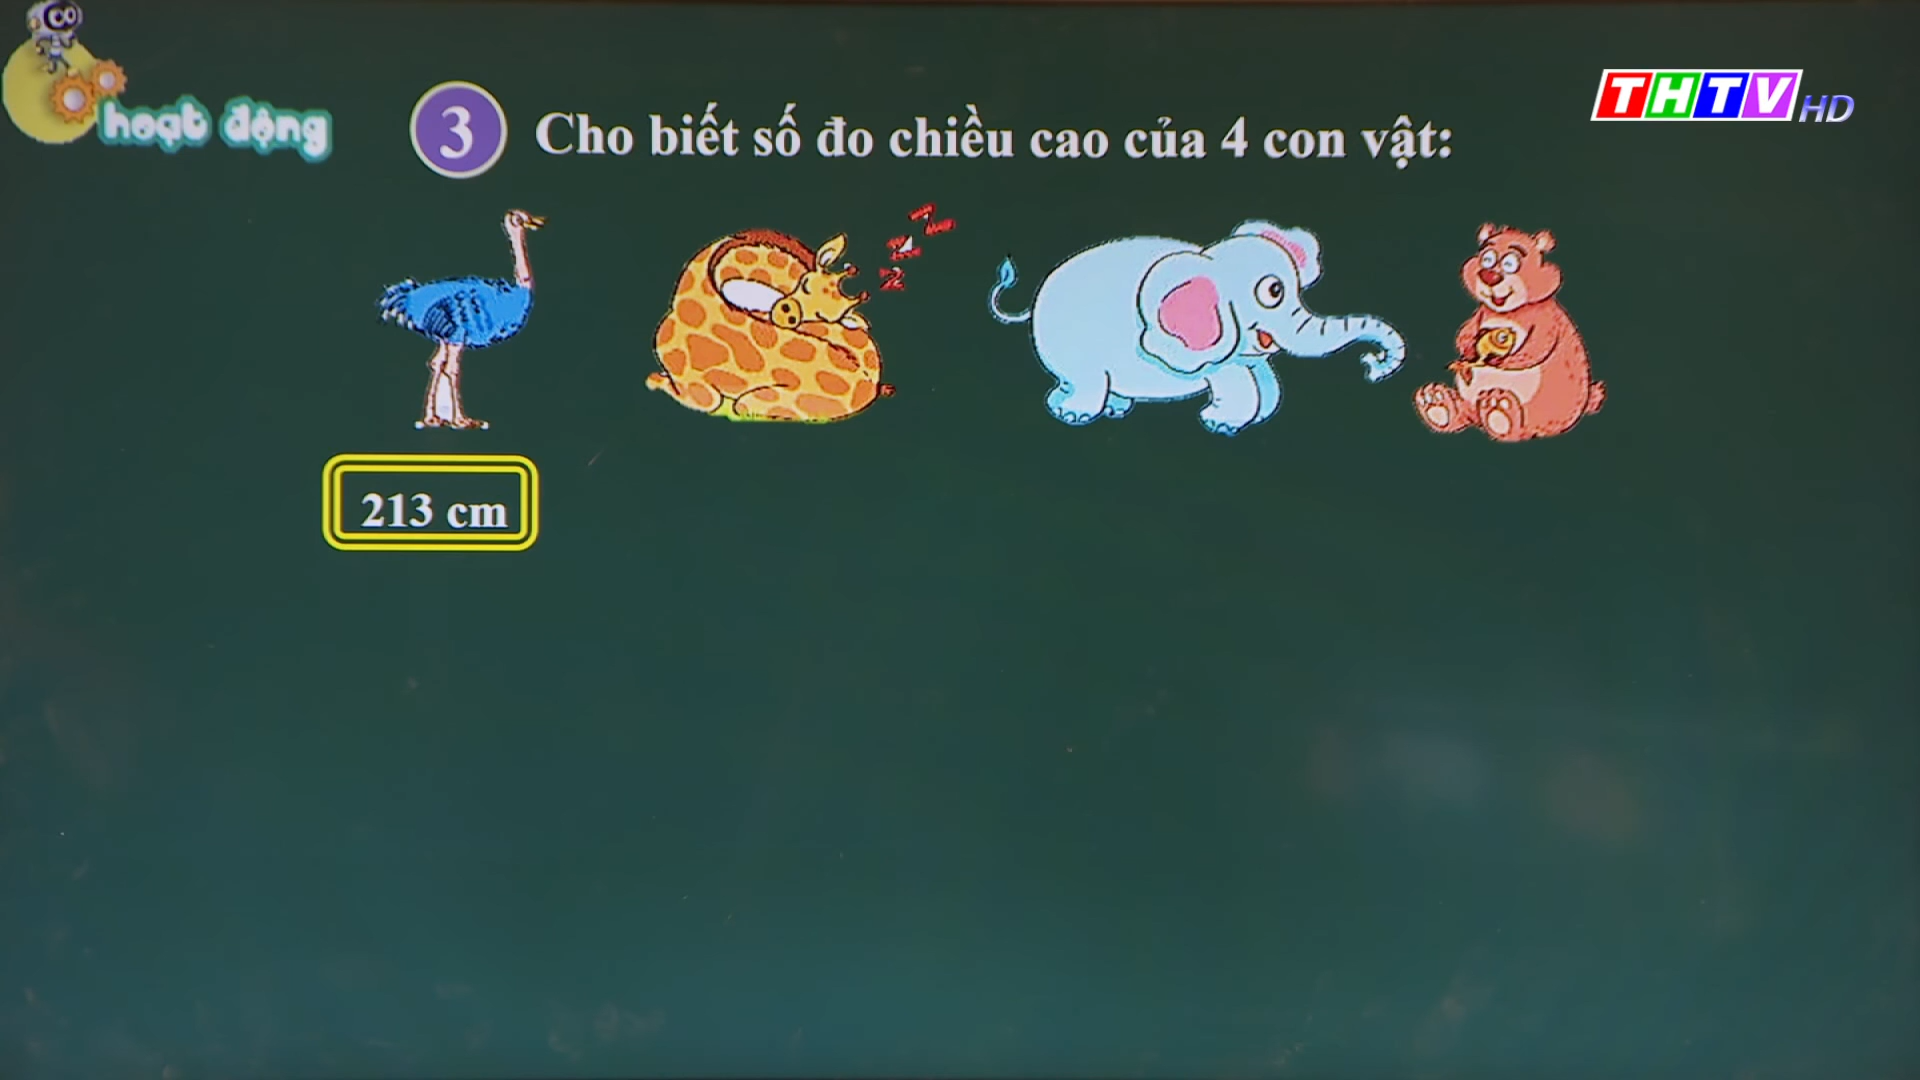 hoạt động
THTV HD
3 Cho biết số đo chiều cao của 4 con vật:
z z z
213 cm